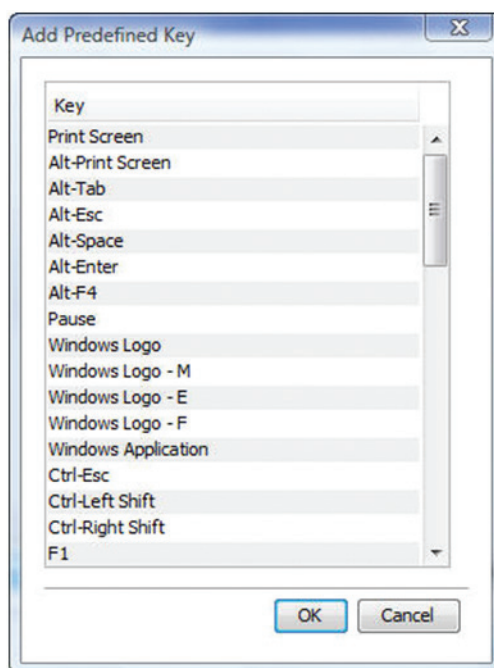 Add Predefined Key
Key
Print Screen
Alt-Print Screen
Alt-Tab
Alt-Esc
Alt-Space
Alt-Enter
Alt-F4
Pause
Windows Logo
Windows Logo - M
Windows Logo - E
Windows Logo - F
Windows Application
Ctrl-Esc
Ctrl-Left Shift
Ctrl-Right Shift
F1
OK Cancel